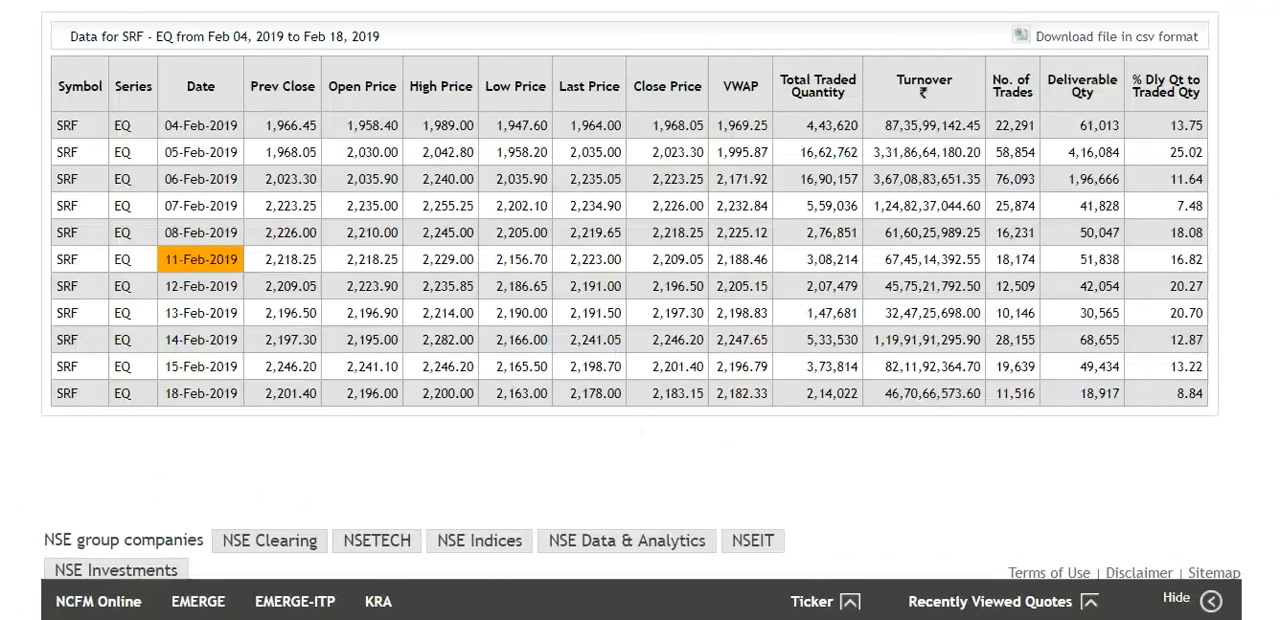 Data for SRF - EQ from Feb 04, 2019 to Feb 18, 2019 Download file in csv format
Symbol Series Date Prev Close Open Price High Price Low Price Last Price Close Price VWAP Total Traded Quantity Turnover ₹ No. of Trades Deliverable Qty % Dly Qt to Traded Qty
SRF EQ 04-Feb-2019 1,966.45 1,958.40 1,989.00 1,947.60 1,964.00 1,968.05 1,969.25 4,43,620 87,35,99,142.45 22,291 61,013 13.75
SRF EQ 05-Feb-2019 1,968.05 2,030.00 2,042.80 1,958.20 2,035.00 2,023.30 1,995.87 16,62,762 3,31,86,64,180.20 58,854 4,16,084 25.02
SRF EQ 06-Feb-2019 2,023.30 2,035.90 2,240.00 2,035.90 2,235.05 2,223.25 2,171.92 16,90,157 3,67,08,83,651.35 76,093 1,96,666 11.64
SRF EQ 07-Feb-2019 2,223.25 2,235.00 2,255.25 2,202.10 2,234.90 2,226.00 2,232.84 5,59,036 1,24,82,37,044.60 25,874 41,828 7.48
SRF EQ 08-Feb-2019 2,226.00 2,210.00 2,245.00 2,205.00 2,219.65 2,218.25 2,225.12 2,76,851 61,60,25,989.25 16,231 50,047 18.08
SRF EQ 11-Feb-2019 2,218.25 2,218.25 2,229.00 2,156.70 2,223.00 2,209.05 2,188.46 3,08,214 67,45,14,392.55 18,174 51,838 16.82
SRF EQ 12-Feb-2019 2,209.05 2,223.90 2,235.85 2,186.65 2,191.00 2,196.50 2,205.15 2,07,479 45,75,21,792.50 12,509 42,054 20.27
SRF EQ 13-Feb-2019 2,196.50 2,196.90 2,214.00 2,190.00 2,191.50 2,197.30 2,198.83 1,47,681 32,47,25,698.00 10,146 30,565 20.70
SRF EQ 14-Feb-2019 2,197.30 2,195.00 2,282.00 2,166.00 2,241.05 2,246.20 2,247.65 5,33,530 1,19,91,91,295.90 28,155 68,655 12.87
SRF EQ 15-Feb-2019 2,246.20 2,241.10 2,246.20 2,165.50 2,198.70 2,201.40 2,196.79 3,73,814 82,11,92,364.70 19,639 49,434 13.22
SRF EQ 18-Feb-2019 2,201.40 2,196.00 2,200.00 2,163.00 2,178.00 2,183.15 2,182.33 2,14,022 46,70,66,573.60 11,516 18,917 8.84
NSE group companies NSE Clearing NSETECH NSE Indices NSE Data & Analytics NSEIT
NSE Investments Terms of Use | Disclaimer | Sitemap
NCFM Online EMERGE EMERGE-ITP KRA Ticker Recently Viewed Quotes Hide